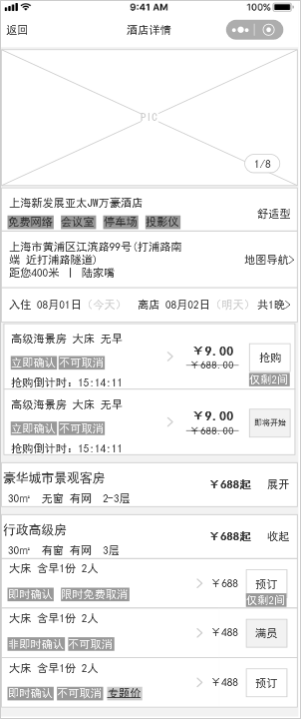 9:41 AM 100%
返回 酒店详情
PIC
1/8
上海新发展亚太JW万豪酒店
免费网络 会议室 停车场 投影仪
舒适型
上海市黄浦区江滨路99号(打浦路南
端 近打浦路隧道)
距您400米 | 陆家嘴
地图导航>
入住 08月01日(今天) 离店 08月02日(明天) 共1晚>
高级海景房 大床 无早
立即确认 不可取消
抢购倒计时：15:14:11
¥9.00
¥688.00
抢购
仅剩2间
高级海景房 大床 无早
立即确认 不可取消
抢购倒计时：15:14:11
¥9.00
¥688.00
即将开始
豪华城市景观客房
30㎡ 无窗 有网 2-3层
¥688起 展开
行政高级房
30㎡ 有窗 有网 3层
¥688起 收起
大床 含早1份 2人
即时确认 限时免费取消
¥688 预订
仅剩2间
大床 含早1份 2人
非即时确认 不可取消
¥488 满员
大床 含早1份 2人
即时确认 不可取消 专题价
¥488 预订